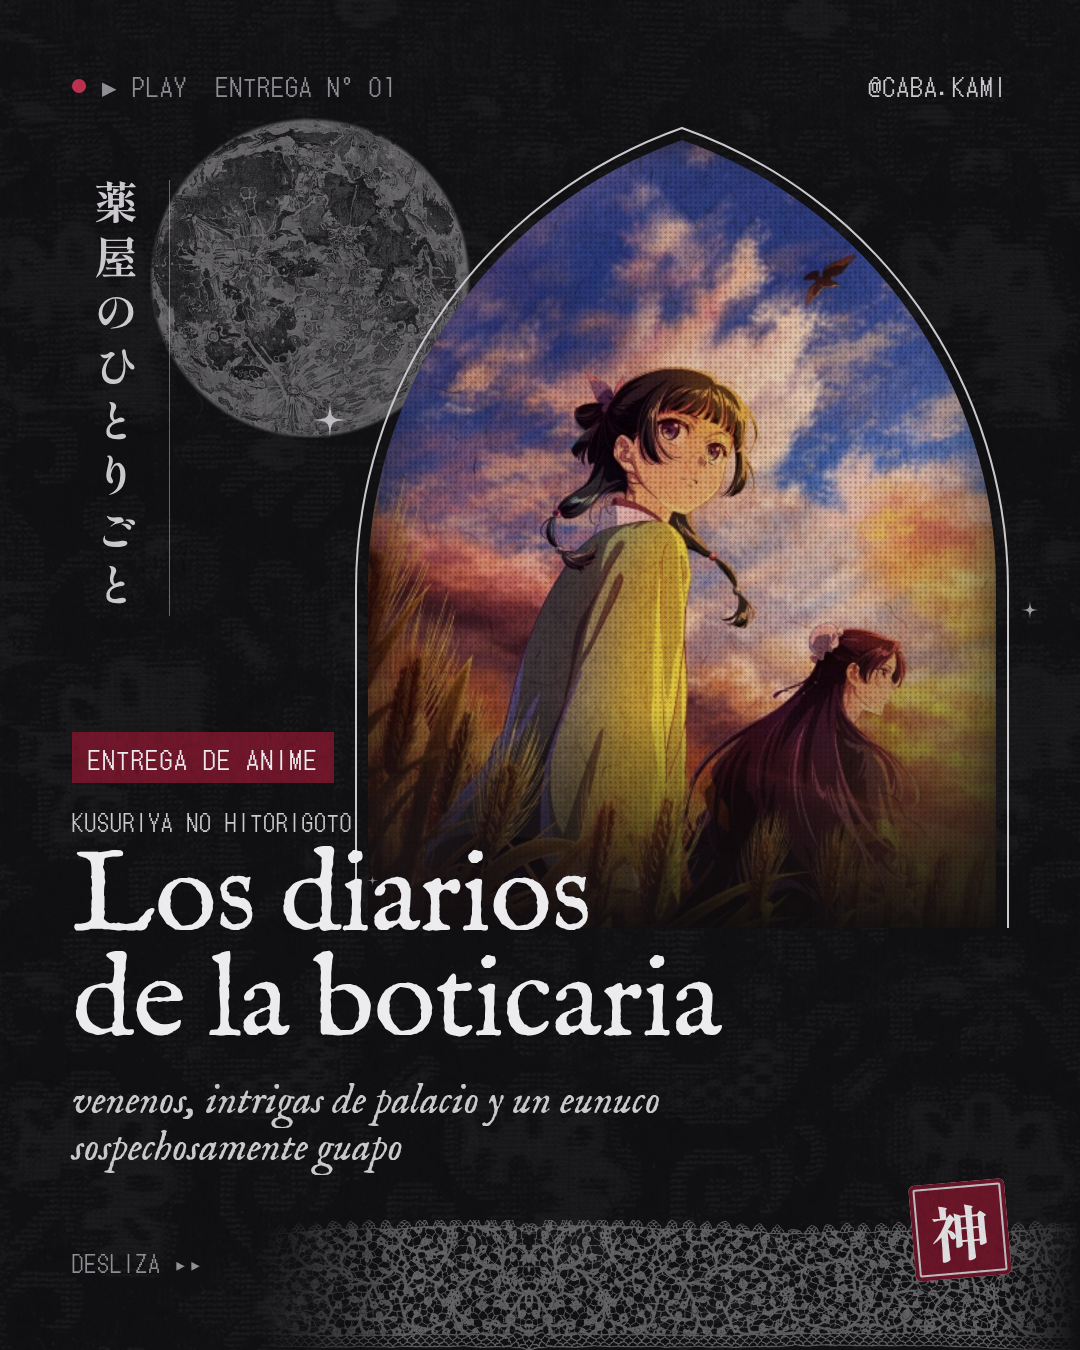 ▶ PLAY ENTREGA N° 01
@CABA.KAMI
薬屋のひとりごと
ENTREGA DE ANIME
KUSURIYA NO HITORIGOTO
Los diarios
de la boticaria
venenos, intrigas de palacio y un eunuco
sospechosamente guapo
神
DESLIZA ▸▸